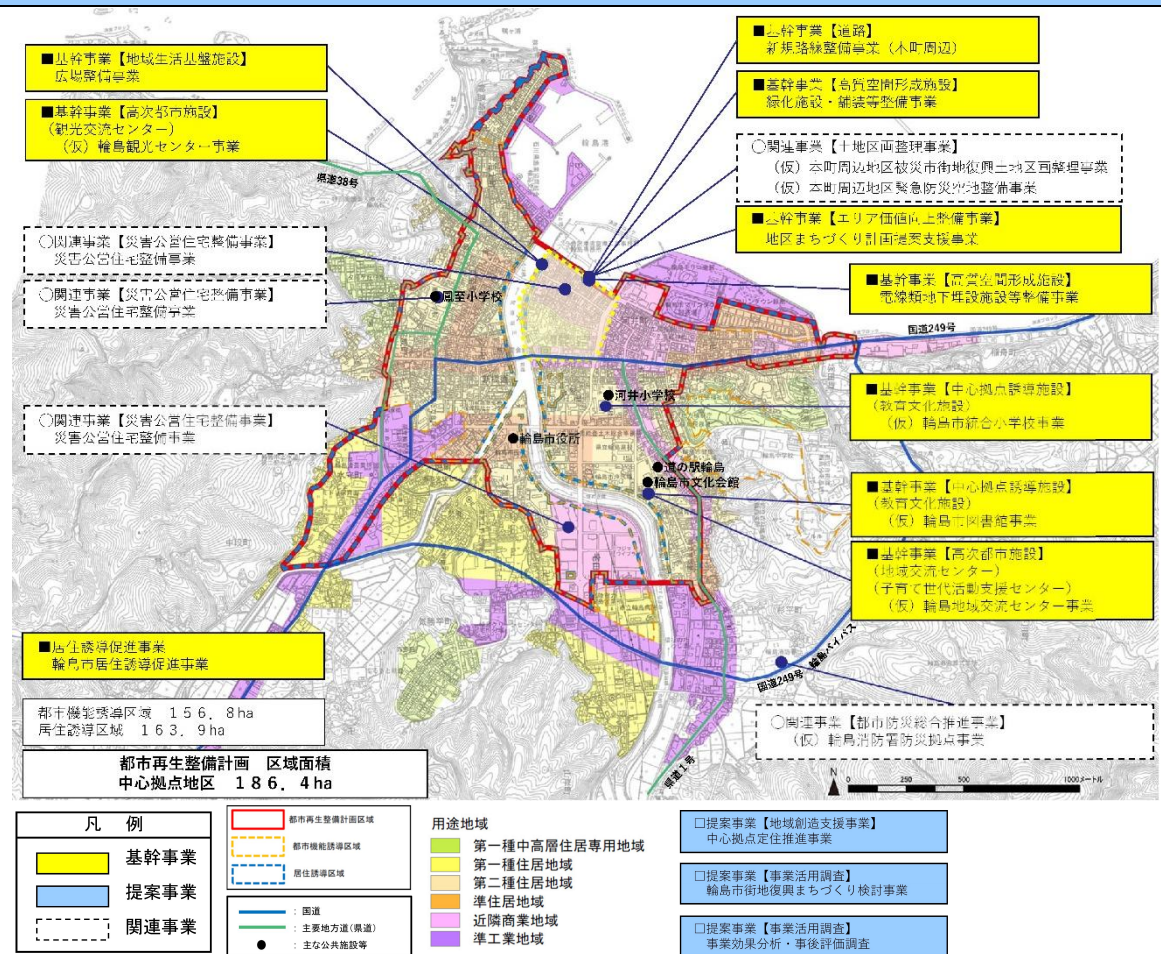 ■基幹事業【地域生活基盤施設】
広場整備事業
■基幹事業【高次都市施設】
(観光交流センター)
(仮) 輪島観光センター事業
○関連事業【災害公営住宅整備事業】
災害公営住宅整備事業
○関連事業【災害公営住宅整備事業】
災害公営住宅整備事業
○関連事業【災害公営住宅整備事業】
災害公営住宅整備事業
■居住誘導促進事業
輪島市居住誘導促進事業
都市機能誘導区域 156.8ha
居住誘導区域 163.9ha
都市再生整備計画 区域面積
中心拠点地区 186.4ha
■基幹事業【道路】
新規路線整備事業（本町周辺）
■基幹事業【高質空間形成施設】
緑化施設・舗装等整備事業
○関連事業【土地区画整理事業】
(仮) 本町周辺地区被災市街地復興土地区画整理事業
(仮) 本町周辺地区緊急防災空地整備事業
■基幹事業【エリア価値向上整備事業】
地区まちづくり計画提案支援事業
■基幹事業【高質空間形成施設】
電線類地下埋設施設等整備事業
■基幹事業【中心拠点誘導施設】
(教育文化施設)
(仮) 輪島市統合小学校事業
■基幹事業【中心拠点誘導施設】
(教育文化施設)
(仮) 輪島市図書館事業
■基幹事業【高次都市施設】
(地域交流センター)
(子育て世代活動支援センター)
(仮) 輪島地域交流センター事業
○関連事業【都市防災総合推進事業】
(仮) 輪島消防署防災拠点事業
県道38号
輪島港
鳳至小学校
河井小学校
輪島市役所
道の駅輪島
輪島市文化会館
国道249号
国道249号 輪島バイパス
県道1号
N
0 250 500 1000メートル
凡 例
基幹事業
提案事業
関連事業
都市再生整備計画区域
都市機能誘導区域
居住誘導区域
：国道
：主要地方道(県道)
：主な公共施設等
用途地域
第一種中高層住居専用地域
第一種住居地域
第二種住居地域
準住居地域
近隣商業地域
準工業地域
□提案事業【地域創造支援事業】
中心拠点定住推進事業
□提案事業【事業活用調査】
輪島市街地復興まちづくり検討事業
□提案事業【事業活用調査】
事業効果分析・事後評価調査